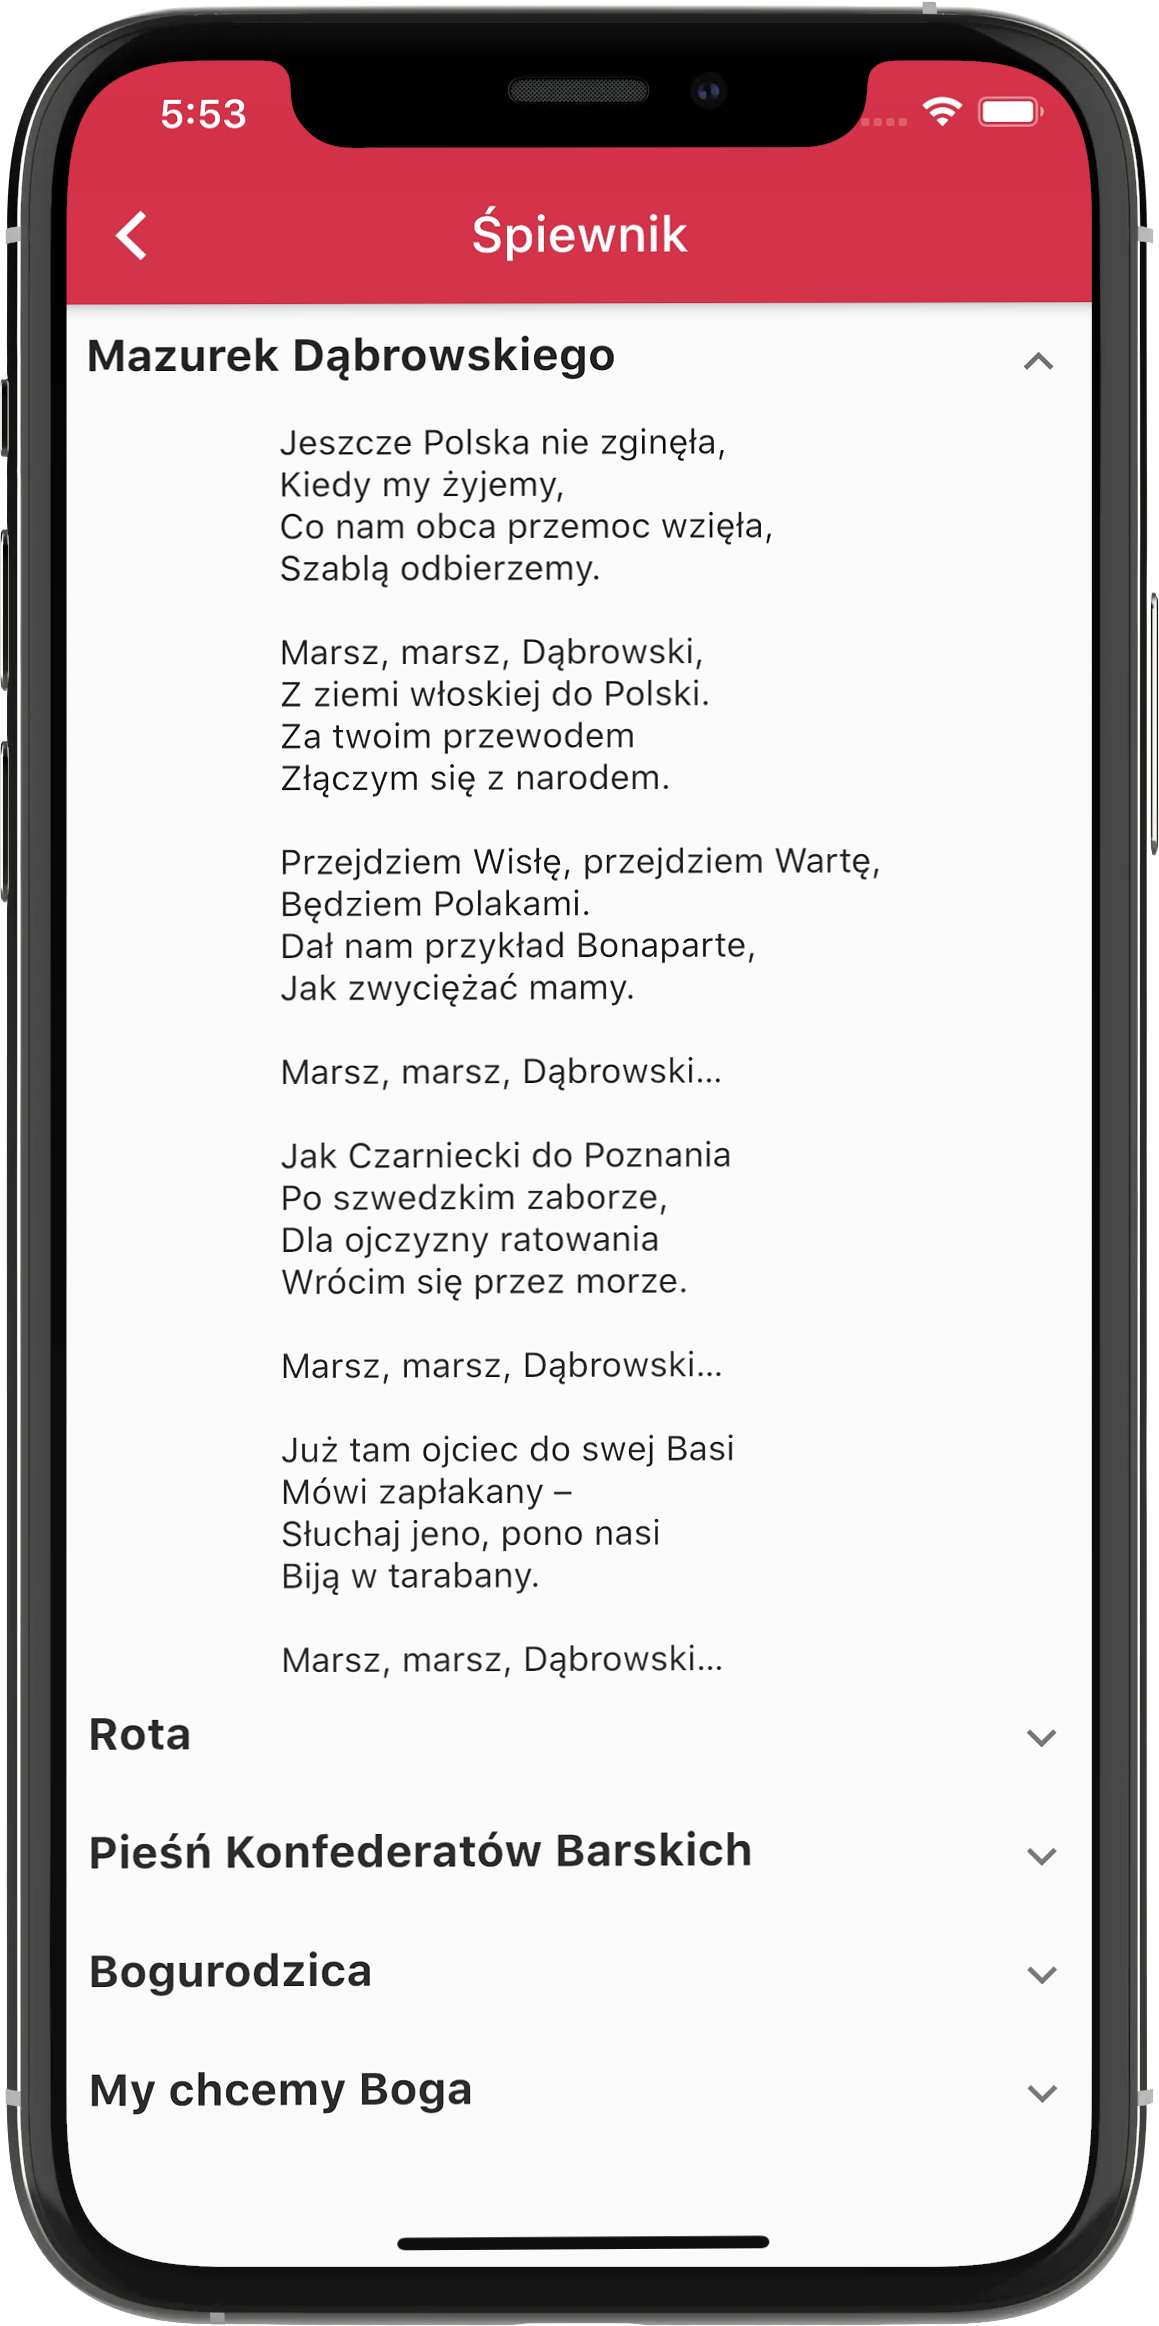 5:53
Śpiewnik
Mazurek Dąbrowskiego
Jeszcze Polska nie zginęła,
Kiedy my żyjemy,
Co nam obca przemoc wzięła,
Szablą odbierzemy.
Marsz, marsz, Dąbrowski,
Z ziemi włoskiej do Polski.
Za twoim przewodem
Złączym się z narodem.
Przejdziem Wisłę, przejdziem Wartę,
Będziem Polakami.
Dał nam przykład Bonaparte,
Jak zwyciężać mamy.
Marsz, marsz, Dąbrowski...
Jak Czarniecki do Poznania
Po szwedzkim zaborze,
Dla ojczyzny ratowania
Wrócim się przez morze.
Marsz, marsz, Dąbrowski...
Już tam ojciec do swej Basi
Mówi zapłakany –
Słuchaj jeno, pono nasi
Biją w tarabany.
Marsz, marsz, Dąbrowski...
Rota
Pieśń Konfederatów Barskich
Bogurodzica
My chcemy Boga